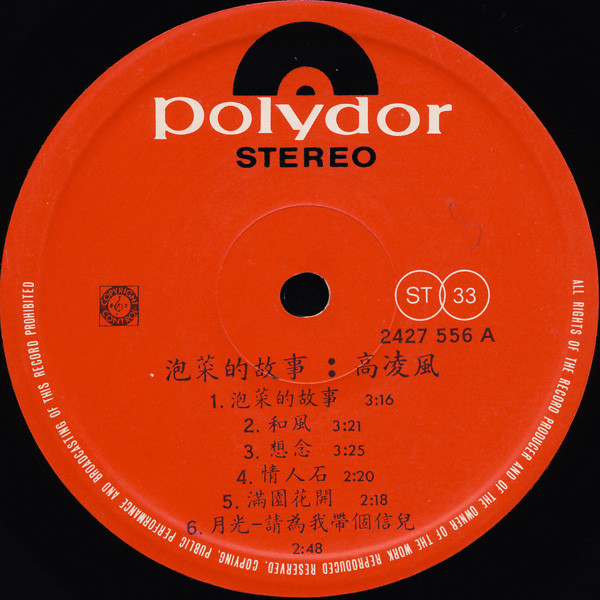 polydor
STEREO
COPYRIGHT
CONTROL
ST 33
2427 556 A
泡菜的故事：高凌風
1. 泡菜的故事 3:16
2. 和風 3:21
3. 想念 3:25
4. 情人石 2:20
5. 滿園花開 2:18
6. 月光—請為我帶個信兒
2:48
ALL RIGHTS OF THE RECORD PRODUCER AND OF THE OWNER OF THE WORK REPRODUCED RESERVED. COPYING, PUBLIC PERFORMANCE AND BROADCASTING OF THIS RECORD PROHIBITED